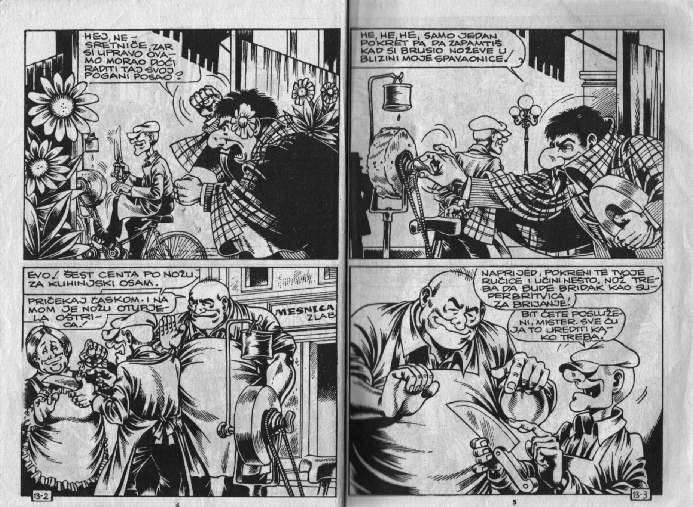 HEJ, NE-
SRETNIČE, ZAR
SI UPRAVO OVA-
MO MORAO DOĆI
RADITI TAJ SVOJ
POGANI POSAO?
HE, HE, HE, SAMO JEDAN
POKRET PA DA ZAPAMTIŠ
KAD SI BRUSIO NOŽEVE U
BLIZINI MOJE SPAVAONICE.
EVO! ŠEST CENTA PO NOŽU,
ZA KUHINJSKI OSAM.
PRIČEKAJ ČASKOM. I NA
MOM JE NOŽU OTUPJE-
LA OŠTRI-
CA!
MESNICA
ZLAB
13-2
4
NAPRIJED, POKRENI TE TVOJE
RUČICE I UČINI NEŠTO, NOŽ TRE-
BA DA BUDE BRIDAK KAO SU-
PERBRITVICA
ZA BRIJANJE!
BIT ĆETE POSLUŽE-
NI, MISTER. SVE ĆU
JA TO UREDITI KA-
KO TREBA.
13-3
5